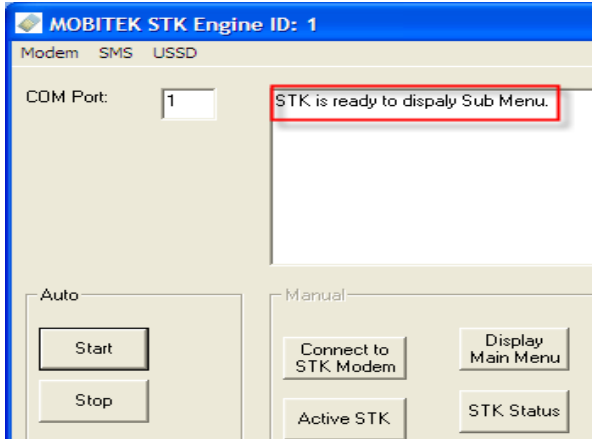 MOBITEK STK Engine ID: 1
Modem SMS USSD
COM Port: 1
STK is ready to dispaly Sub Menu.
Auto
Manual
Start
Stop
Connect to
STK Modem
Display
Main Menu
Active STK
STK Status